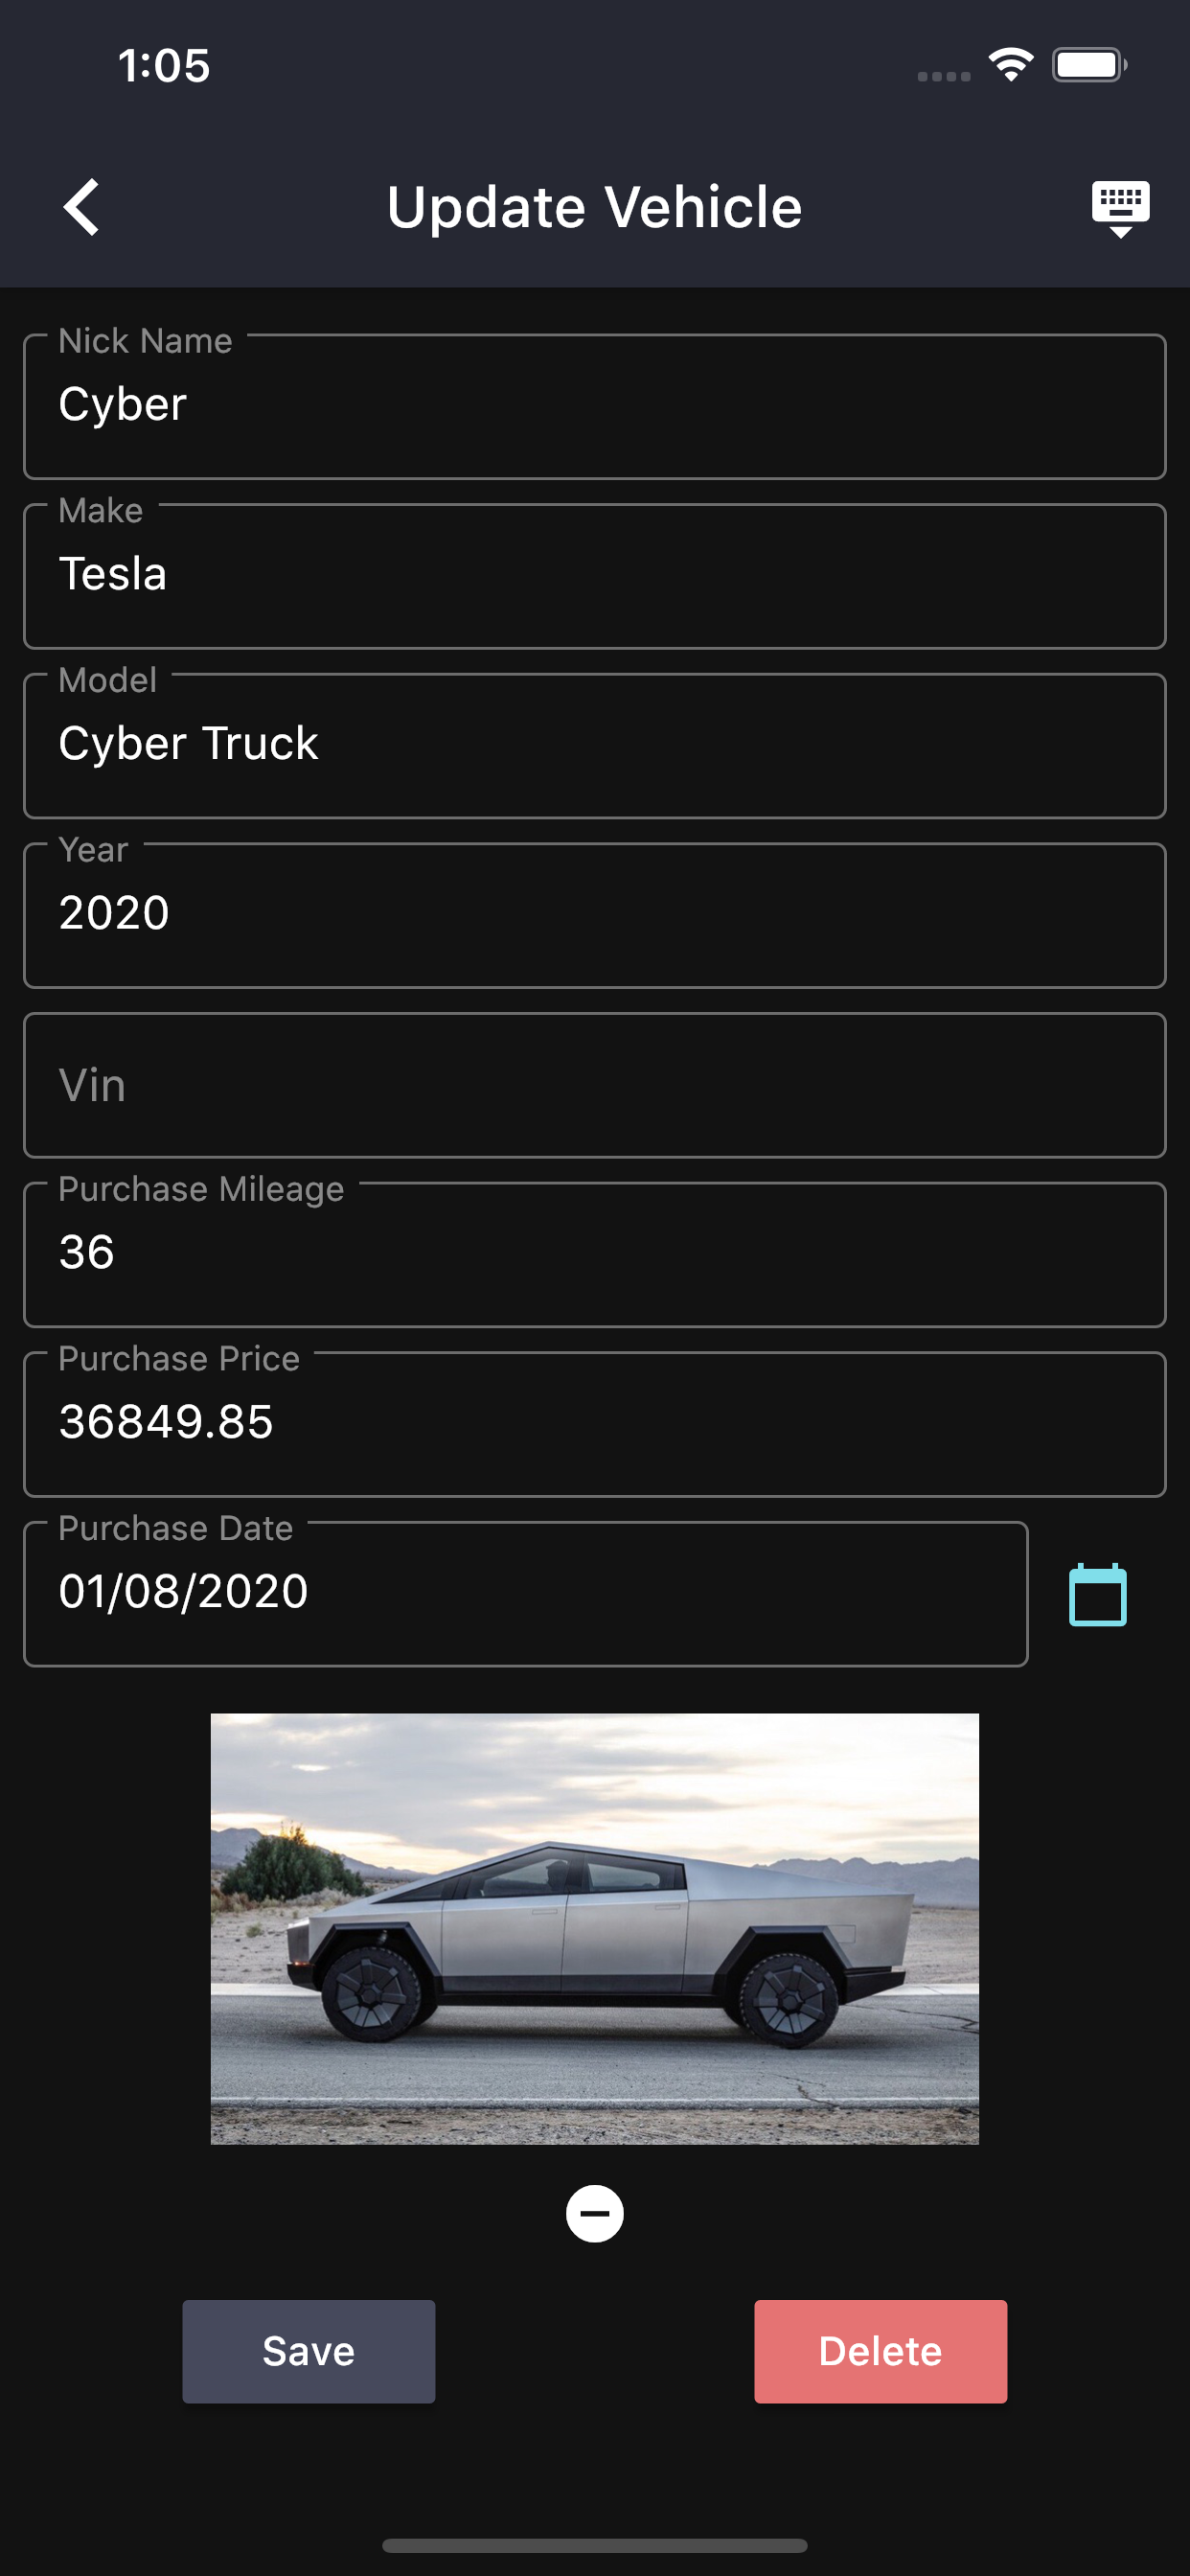 1:05
Update Vehicle
Nick Name
Cyber
Make
Tesla
Model
Cyber Truck
Year
2020
Vin
Purchase Mileage
36
Purchase Price
36849.85
Purchase Date
01/08/2020
Save
Delete